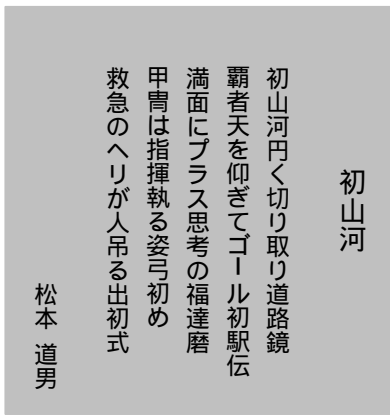 初山河
初山河円く切り取り道路鏡
覇者天を仰ぎてゴール初駅伝
満面にプラス思考の福達磨
甲冑は指揮執る姿弓初め
救急のヘリが人吊る出初式
松本 道男